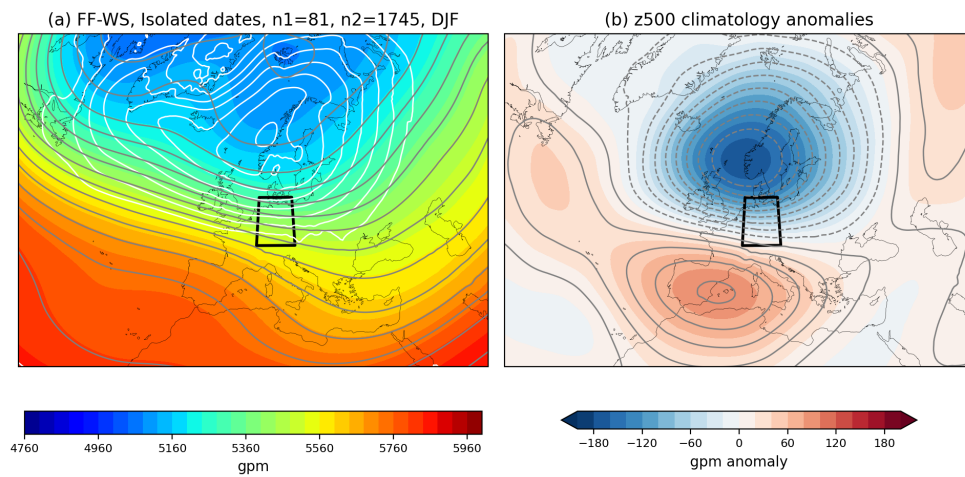 (a) FF-WS, Isolated dates, n1=81, n2=1745, DJF
(b) z500 climatology anomalies
4760 4960 5160 5360 5560 5760 5960
gpm
−180 −120 −60 0 60 120 180
gpm anomaly